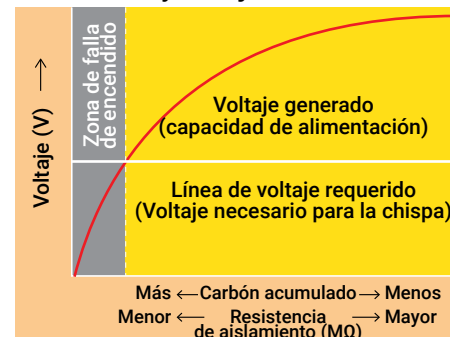 Voltaje (V) →
Zona de falla
de encendido
Voltaje generado
(capacidad de alimentación)
Línea de voltaje requerido
(Voltaje necesario para la chispa)
Más ← Carbón acumulado → Menos
Menor ← Resistencia → Mayor
de aislamiento (MΩ)